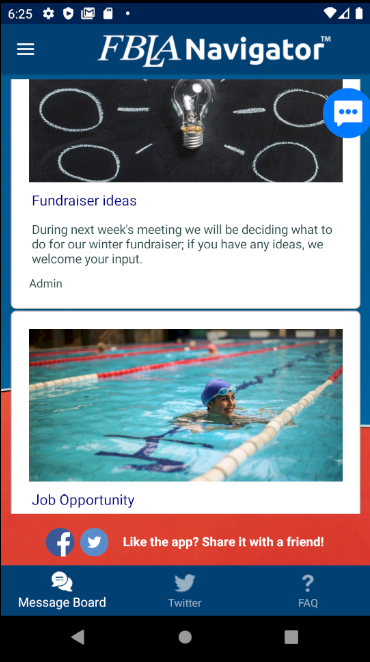 6:25
FBLA Navigator™
Fundraiser ideas
During next week's meeting we will be deciding what to
do for our winter fundraiser; if you have any ideas, we
welcome your input.
Admin
Job Opportunity
Like the app? Share it with a friend!
Message Board
Twitter
FAQ